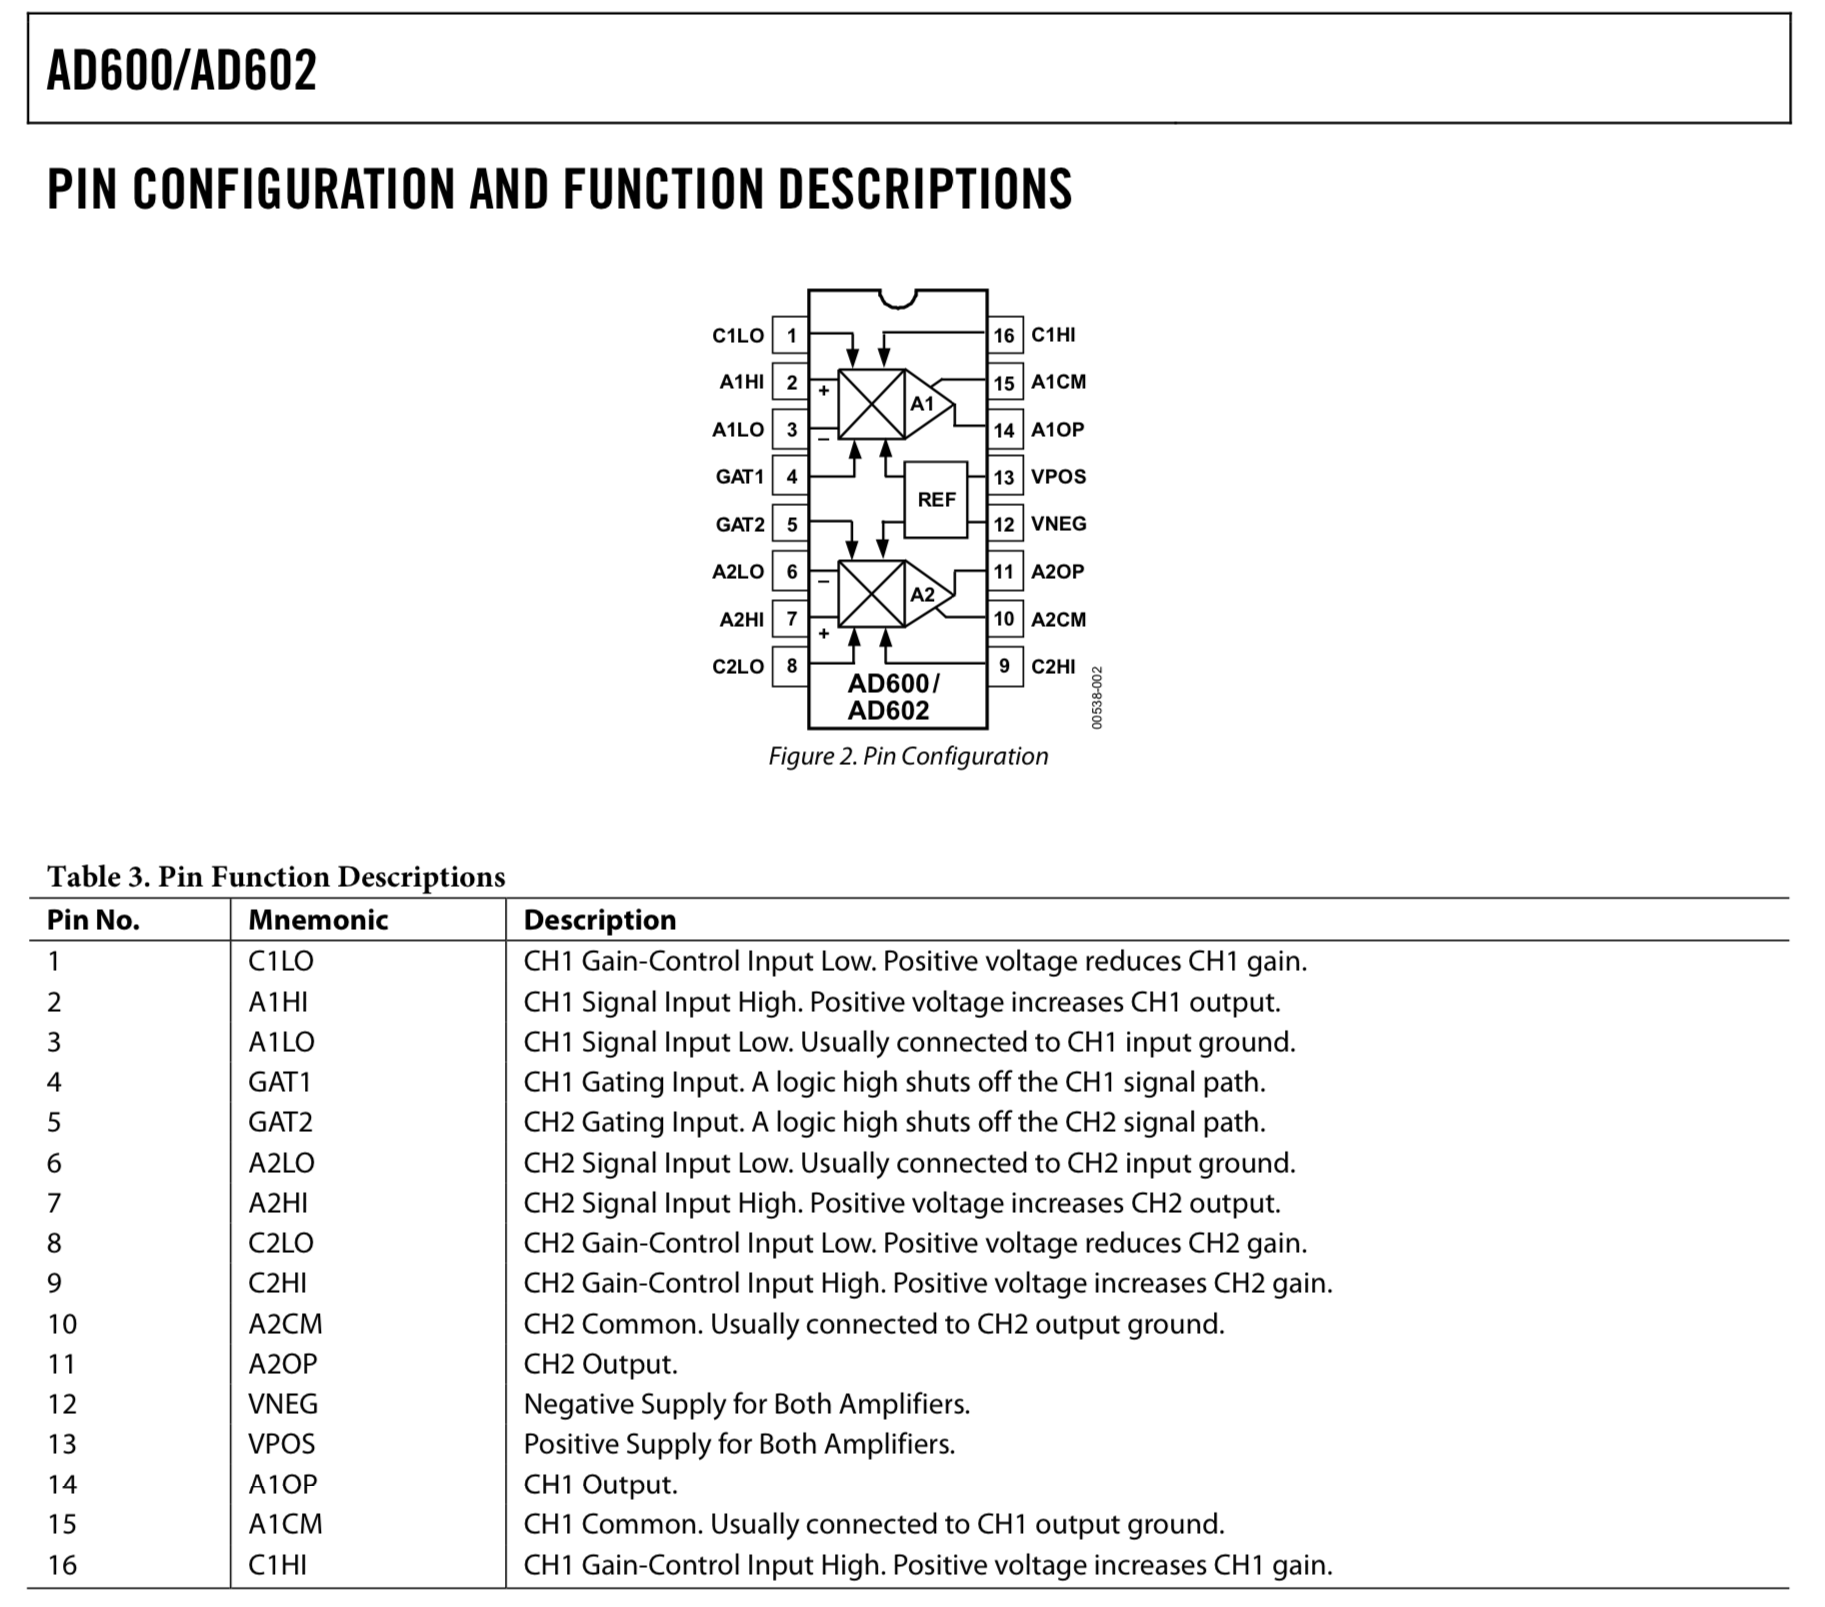 AD600/AD602
PIN CONFIGURATION AND FUNCTION DESCRIPTIONS
C1LO 1 16 C1HI
A1HI 2 + 15 A1CM
A1
A1LO 3 – 14 A1OP
GAT1 4 13 VPOS
REF
GAT2 5 12 VNEG
A2LO 6 – 11 A2OP
A2
A2HI 7 + 10 A2CM
C2LO 8 9 C2HI
AD600/
AD602
00538-002
Figure 2. Pin Configuration
Table 3. Pin Function Descriptions
Pin No. Mnemonic Description
1 C1LO CH1 Gain-Control Input Low. Positive voltage reduces CH1 gain.
2 A1HI CH1 Signal Input High. Positive voltage increases CH1 output.
3 A1LO CH1 Signal Input Low. Usually connected to CH1 input ground.
4 GAT1 CH1 Gating Input. A logic high shuts off the CH1 signal path.
5 GAT2 CH2 Gating Input. A logic high shuts off the CH2 signal path.
6 A2LO CH2 Signal Input Low. Usually connected to CH2 input ground.
7 A2HI CH2 Signal Input High. Positive voltage increases CH2 output.
8 C2LO CH2 Gain-Control Input Low. Positive voltage reduces CH2 gain.
9 C2HI CH2 Gain-Control Input High. Positive voltage increases CH2 gain.
10 A2CM CH2 Common. Usually connected to CH2 output ground.
11 A2OP CH2 Output.
12 VNEG Negative Supply for Both Amplifiers.
13 VPOS Positive Supply for Both Amplifiers.
14 A1OP CH1 Output.
15 A1CM CH1 Common. Usually connected to CH1 output ground.
16 C1HI CH1 Gain-Control Input High. Positive voltage increases CH1 gain.